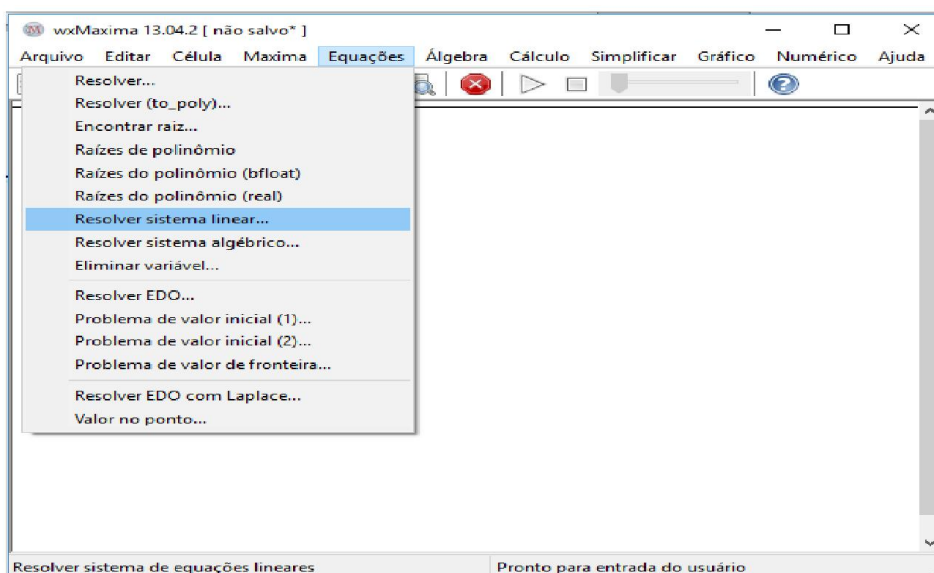 wxMaxima 13.04.2 [ não salvo* ]
Arquivo Editar Célula Maxima Equações Álgebra Cálculo Simplificar Gráfico Numérico Ajuda
Resolver...
Resolver (to_poly)...
Encontrar raiz...
Raízes de polinômio
Raízes do polinômio (bfloat)
Raízes do polinômio (real)
Resolver sistema linear...
Resolver sistema algébrico...
Eliminar variável...
Resolver EDO...
Problema de valor inicial (1)...
Problema de valor inicial (2)...
Problema de valor de fronteira...
Resolver EDO com Laplace...
Valor no ponto...
Resolver sistema de equações lineares Pronto para entrada do usuário